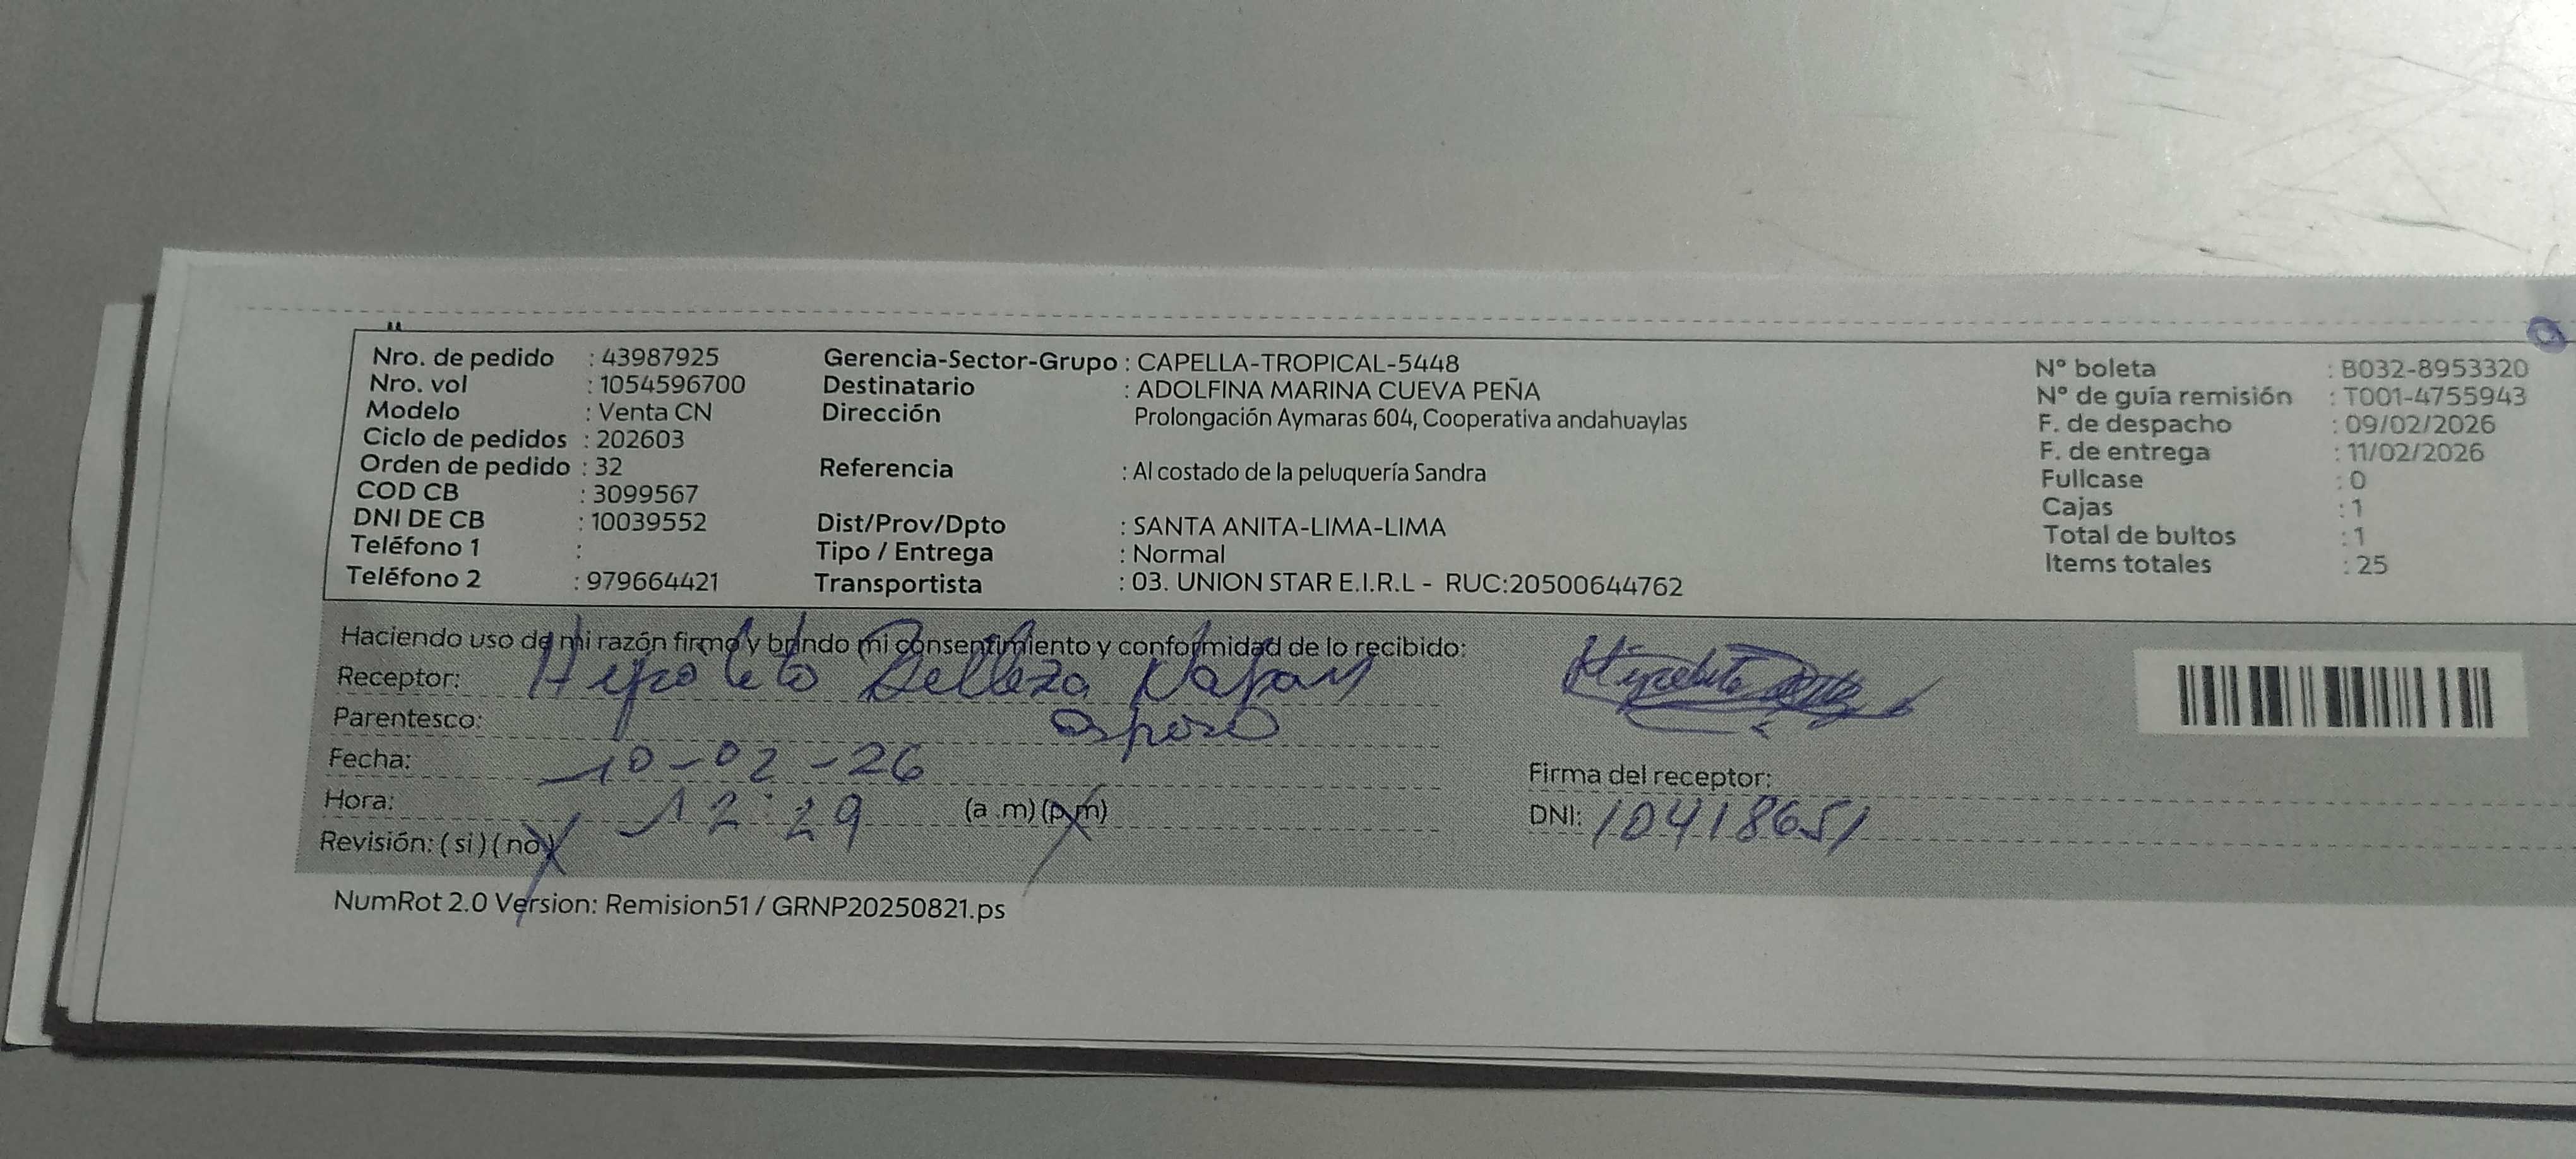 Nro. de pedido : 43987925
Nro. vol : 1054596700
Modelo : Venta CN
Ciclo de pedidos : 202603
Orden de pedido : 32
COD CB : 3099567
DNI DE CB : 10039552
Teléfono 1 :
Teléfono 2 : 979664421
Gerencia-Sector-Grupo : CAPELLA-TROPICAL-5448
Destinatario : ADOLFINA MARINA CUEVA PEÑA
Dirección Prolongación Aymaras 604, Cooperativa andahuaylas
Referencia : Al costado de la peluquería Sandra
Dist/Prov/Dpto : SANTA ANITA-LIMA-LIMA
Tipo / Entrega : Normal
Transportista : 03. UNION STAR E.I.R.L - RUC:20500644762
N° boleta : B032-8953320
N° de guía remisión : T001-4755943
F. de despacho : 09/02/2026
F. de entrega : 11/02/2026
Fullcase : 0
Cajas : 1
Total de bultos : 1
Items totales : 25
Haciendo uso de mi razón firmo y brindo mi consentimiento y conformidad de lo recibido:
Receptor: Hipolito
Parentesco: esposo
Fecha: 10-02-26
Hora: 12:29 (a .m) (p.m)
Revisión: ( si ) ( no )
Firma del receptor:
DNI: 10418651
NumRot 2.0 Version: Remision51 / GRNP20250821.ps